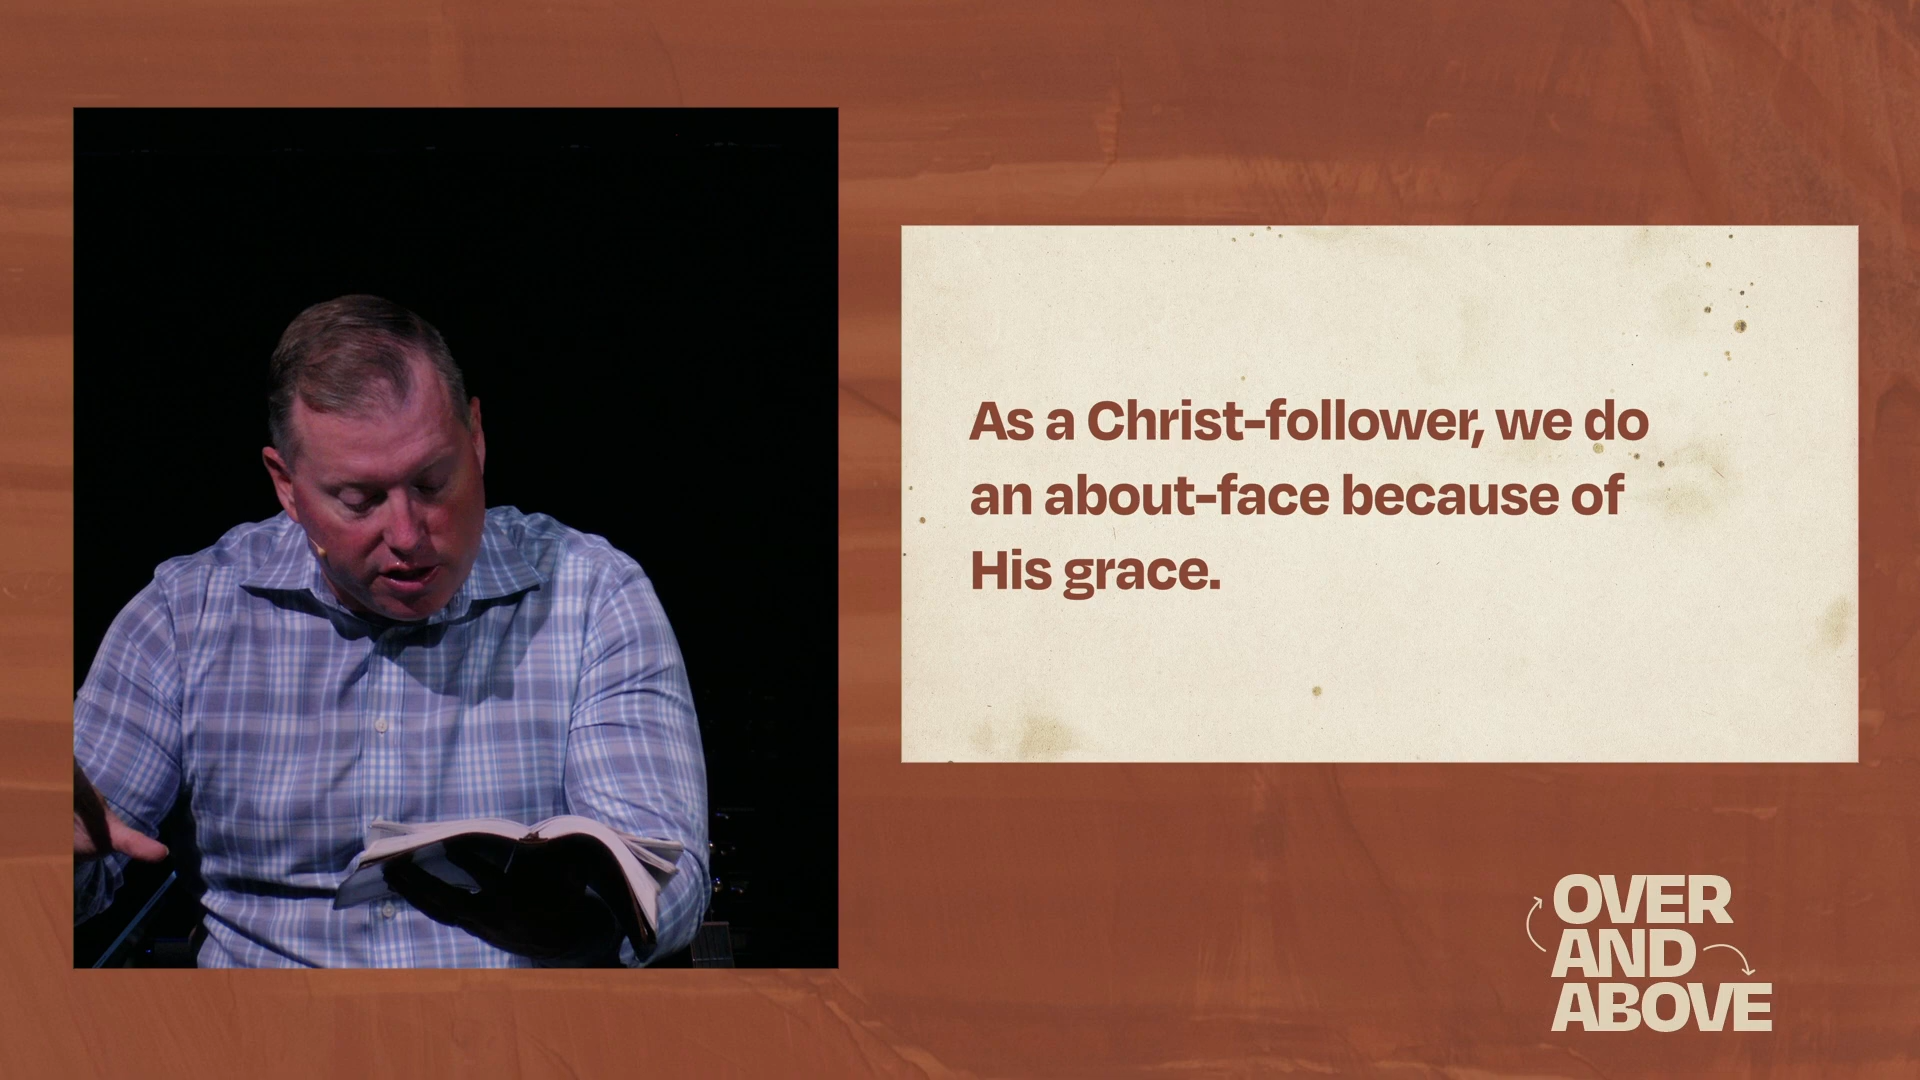 As a Christ-follower, we do
an about-face because of
His grace.
OVER
AND
ABOVE